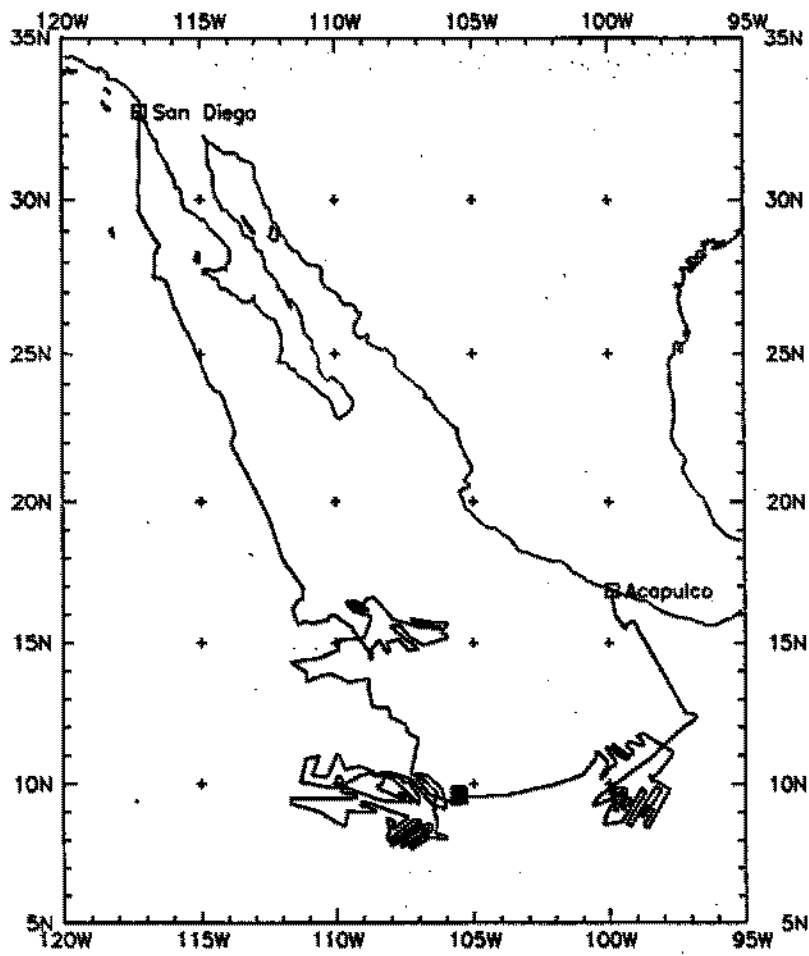 120W 115W 110W 105W 100W 95W
35N 35N
San Diego
30N 30N
25N 25N
20N 20N
Acapulco
15N 15N
10N 10N
5N 5N
120W 115W 110W 105W 100W 95W